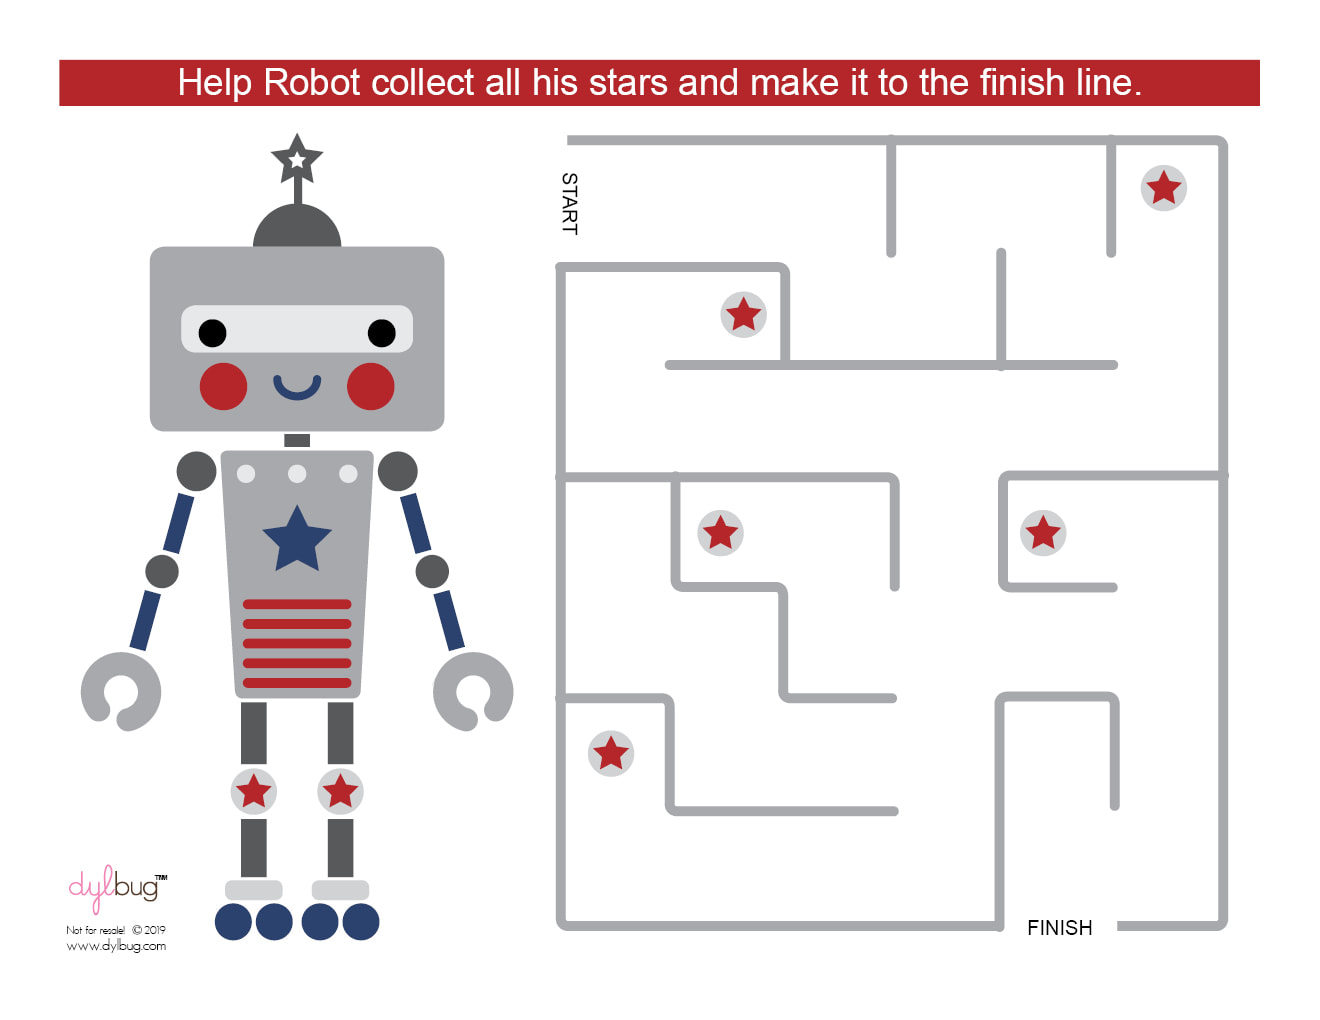 Help Robot collect all his stars and make it to the finish line.
START
FINISH
dylbug™
Not for resale! © 2019
www.dylbug.com